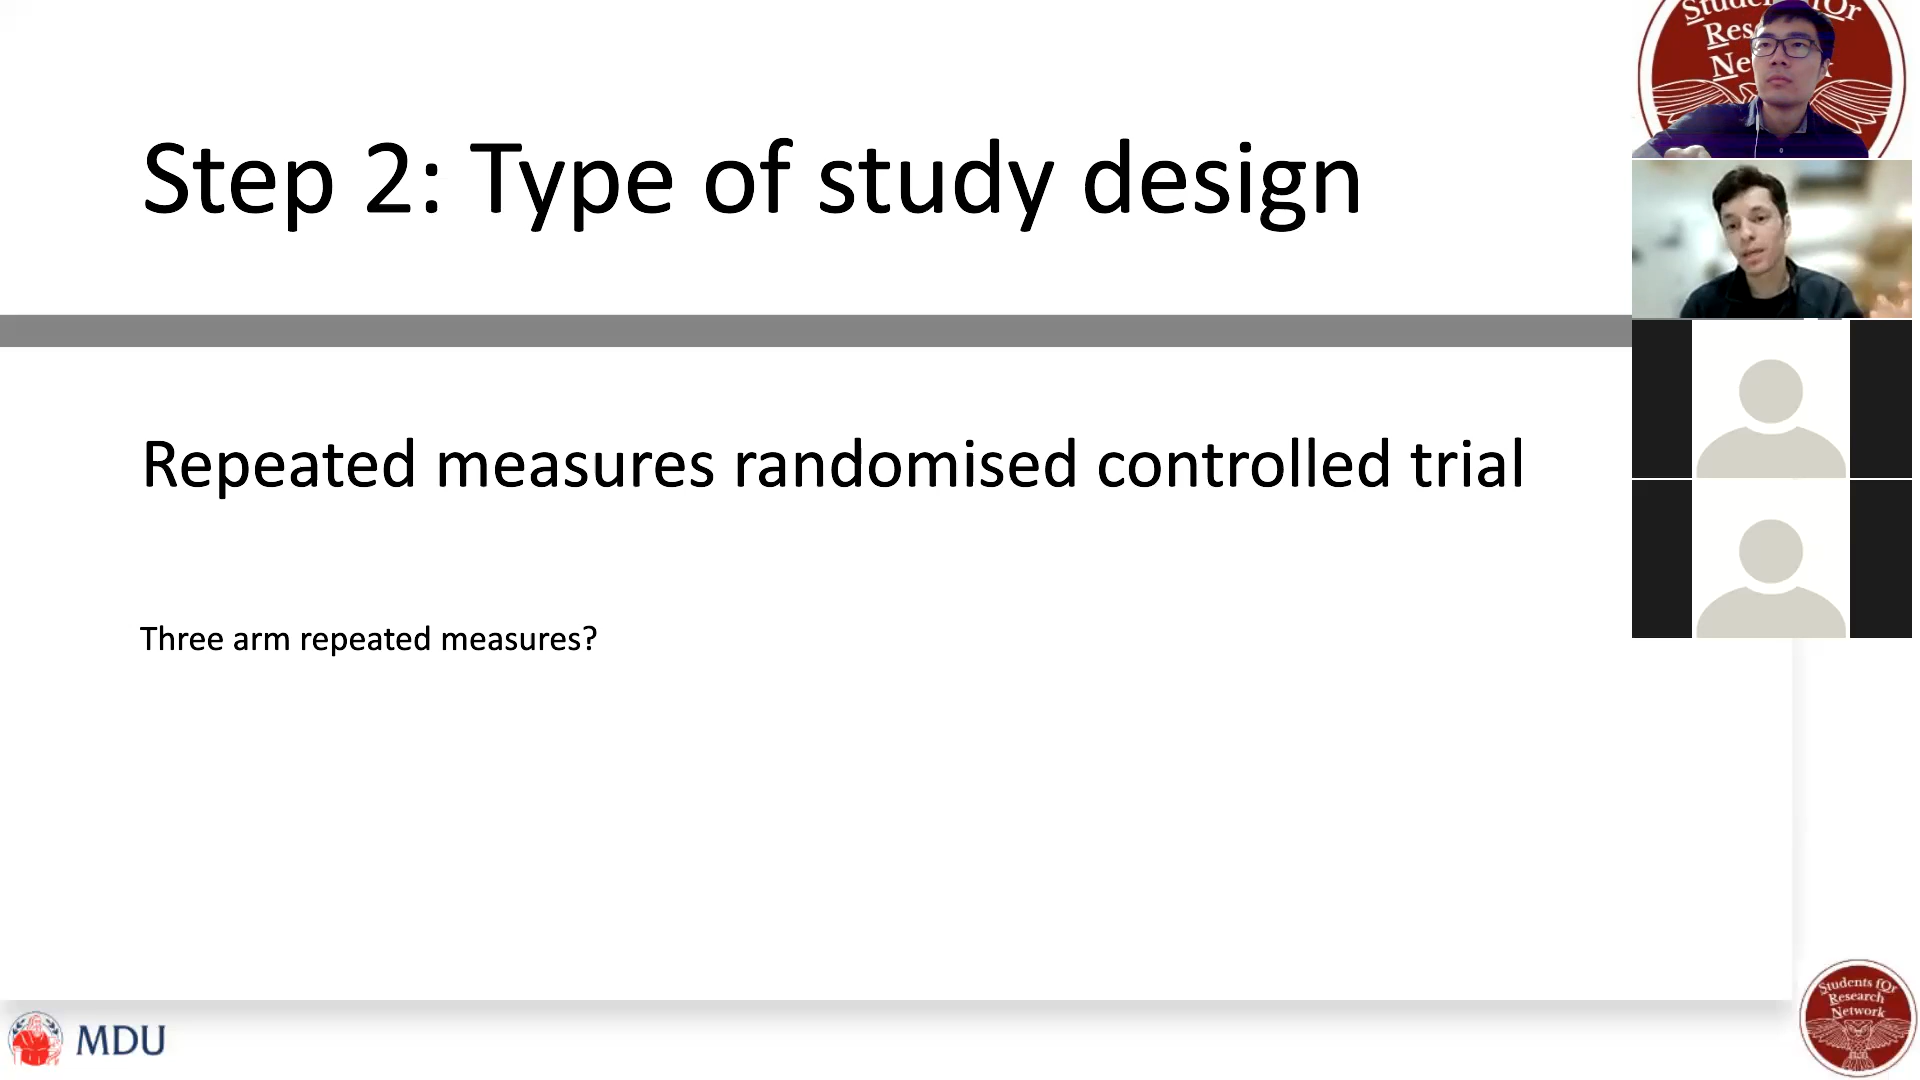 Step 2: Type of study design
Repeated measures randomised controlled trial
Three arm repeated measures?
MDU
Students fOr
Research
Network